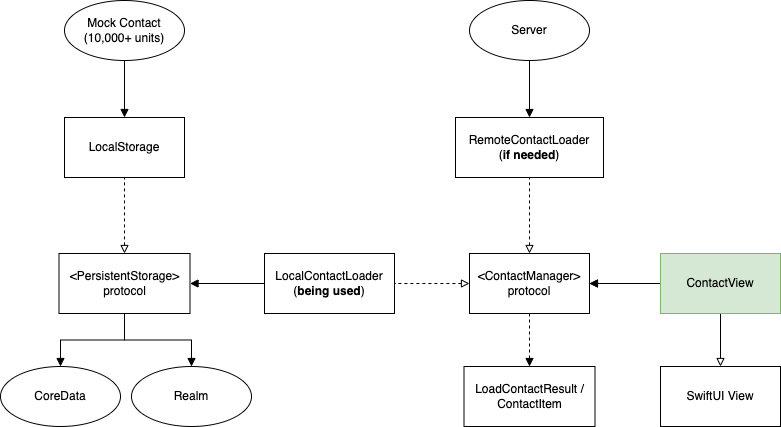 Mock Contact
(10,000+ units)
Server
LocalStorage
RemoteContactLoader
(if needed)
<PersistentStorage>
protocol
LocalContactLoader
(being used)
<ContactManager>
protocol
ContactView
CoreData
Realm
LoadContactResult /
ContactItem
SwiftUI View